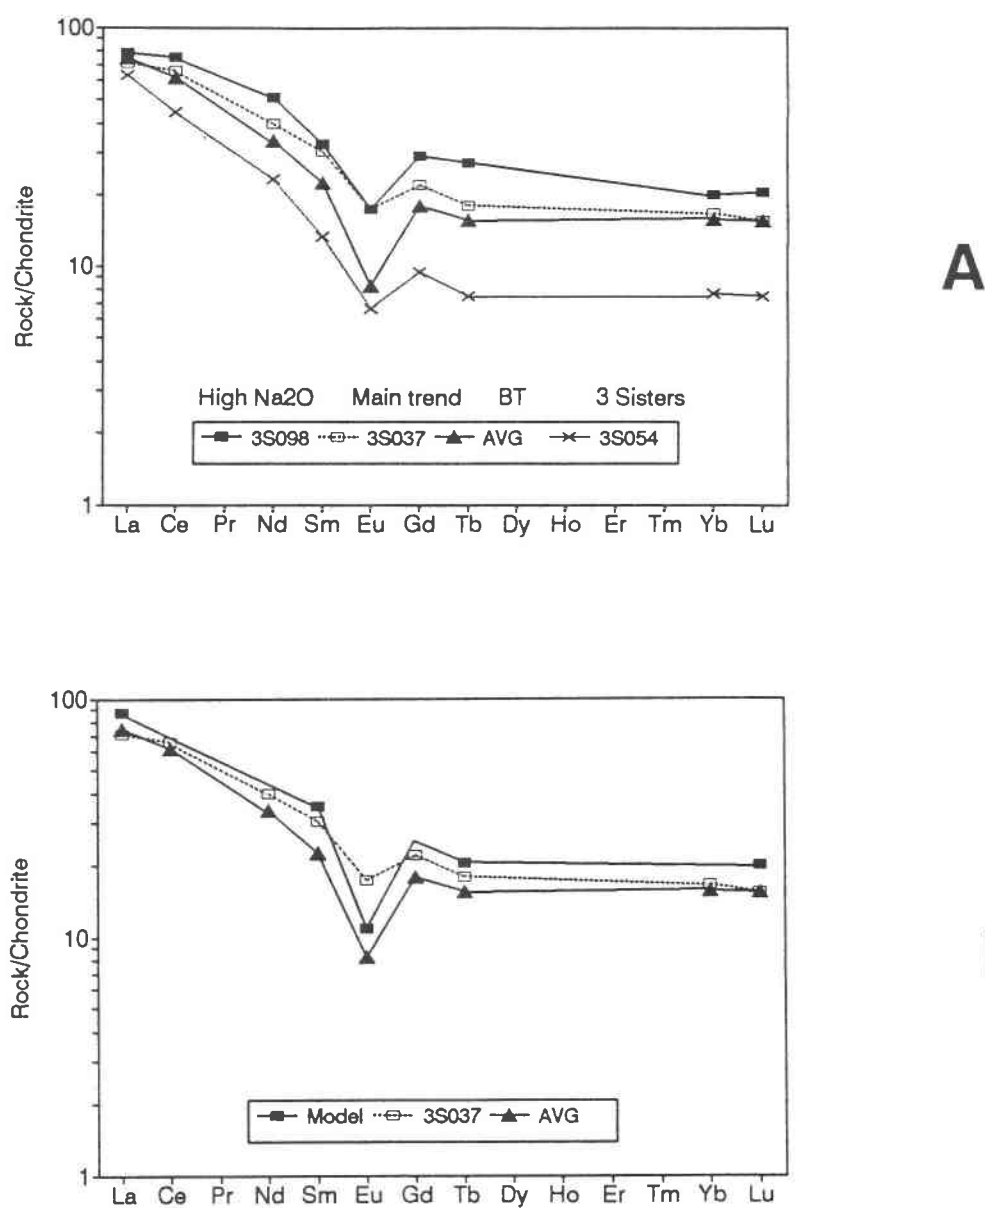 100
10
1
Rock/Chondrite
A
High Na2O Main trend BT 3 Sisters
3S098 3S037 AVG 3S054
La Ce Pr Nd Sm Eu Gd Tb Dy Ho Er Tm Yb Lu
100
10
1
Rock/Chondrite
Model 3S037 AVG
La Ce Pr Nd Sm Eu Gd Tb Dy Ho Er Tm Yb Lu